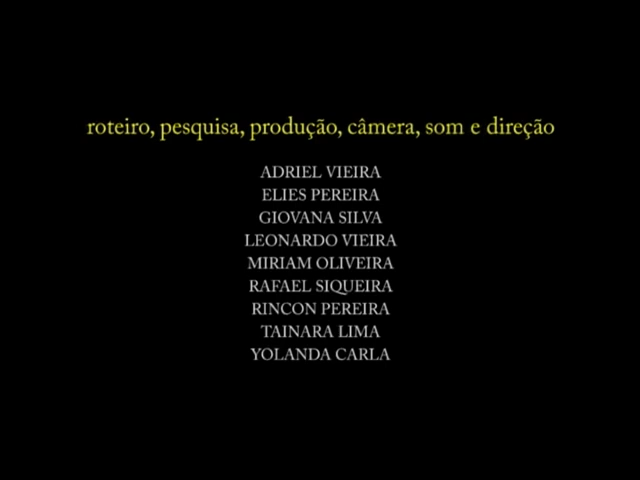 roteiro, pesquisa, produção, câmera, som e direção
ADRIEL VIEIRA
ELIES PEREIRA
GIOVANA SILVA
LEONARDO VIEIRA
MIRIAM OLIVEIRA
RAFAEL SIQUEIRA
RINCON PEREIRA
TAINARA LIMA
YOLANDA CARLA